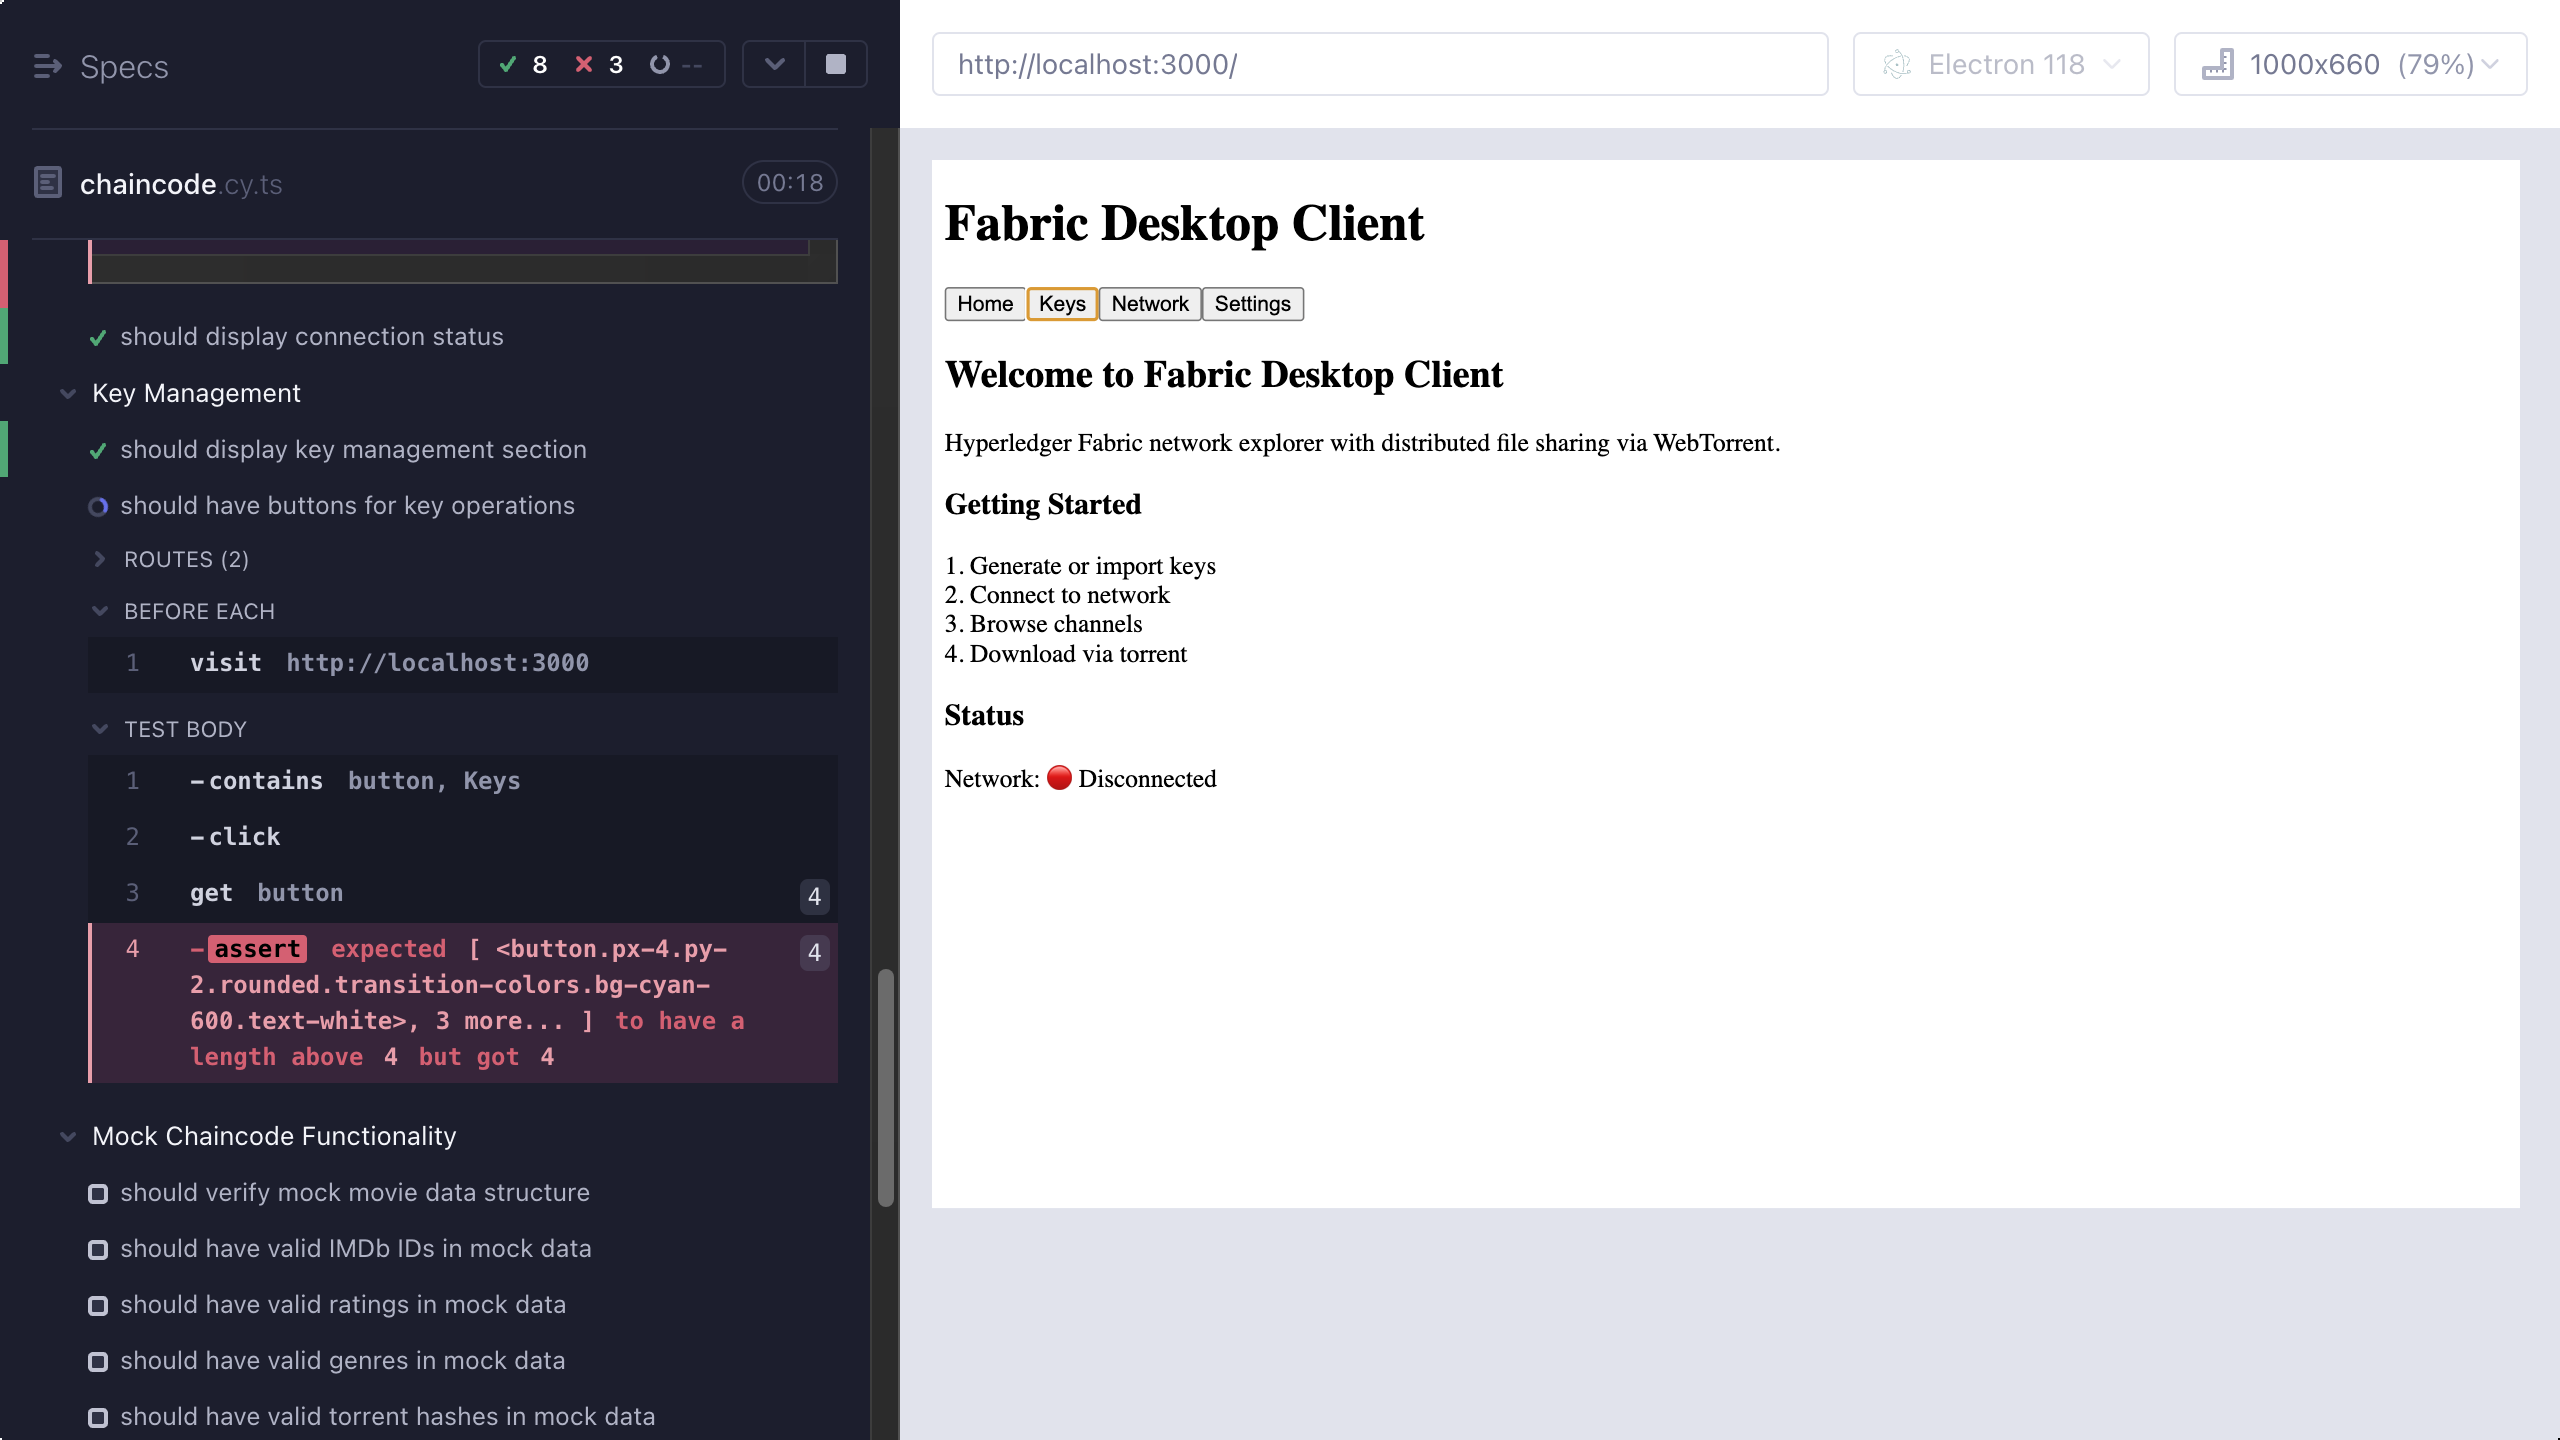 Specs
8 3 --
chaincode.cy.ts 00:18
should display connection status
Key Management
should display key management section
should have buttons for key operations
ROUTES (2)
BEFORE EACH
1 visit http://localhost:3000
TEST BODY
1 -contains button, Keys
2 -click
3 get button 4
4 -assert expected [ <button.px-4.py- 4
2.rounded.transition-colors.bg-cyan-
600.text-white>, 3 more... ] to have a
length above 4 but got 4
Mock Chaincode Functionality
should verify mock movie data structure
should have valid IMDb IDs in mock data
should have valid ratings in mock data
should have valid genres in mock data
should have valid torrent hashes in mock data
http://localhost:3000/ Electron 118 1000x660 (79%)
Fabric Desktop Client
Home Keys Network Settings
Welcome to Fabric Desktop Client
Hyperledger Fabric network explorer with distributed file sharing via WebTorrent.
Getting Started
1. Generate or import keys
2. Connect to network
3. Browse channels
4. Download via torrent
Status
Network: 🔴 Disconnected